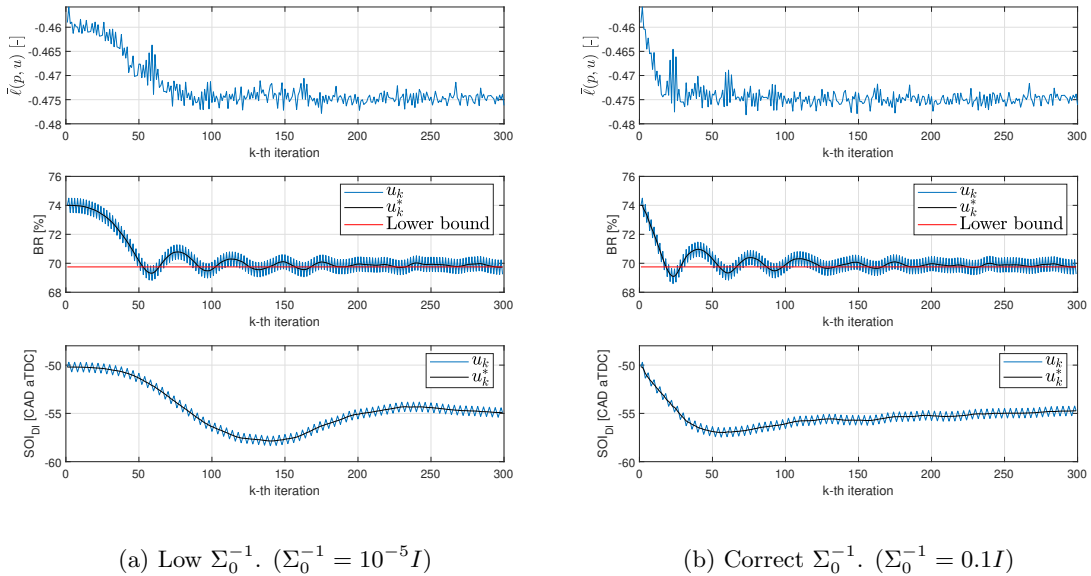 ℓ̄(p, u) [-]
-0.46
-0.465
-0.47
-0.475
-0.48
0 50 100 150 200 250 300
k-th iteration
BR [%]
76
74
72
70
68
u_k
u_k^*
Lower bound
0 50 100 150 200 250 300
k-th iteration
SOI_DI [CAD aTDC]
-50
-55
-60
u_k
u_k^*
0 50 100 150 200 250 300
k-th iteration
(a) Low Σ_0^{-1}. (Σ_0^{-1} = 10^{-5}I)
ℓ̄(p, u) [-]
-0.46
-0.465
-0.47
-0.475
-0.48
0 50 100 150 200 250 300
k-th iteration
BR [%]
76
74
72
70
68
u_k
u_k^*
Lower bound
0 50 100 150 200 250 300
k-th iteration
SOI_DI [CAD aTDC]
-50
-55
-60
u_k
u_k^*
0 50 100 150 200 250 300
k-th iteration
(b) Correct Σ_0^{-1}. (Σ_0^{-1} = 0.1I)